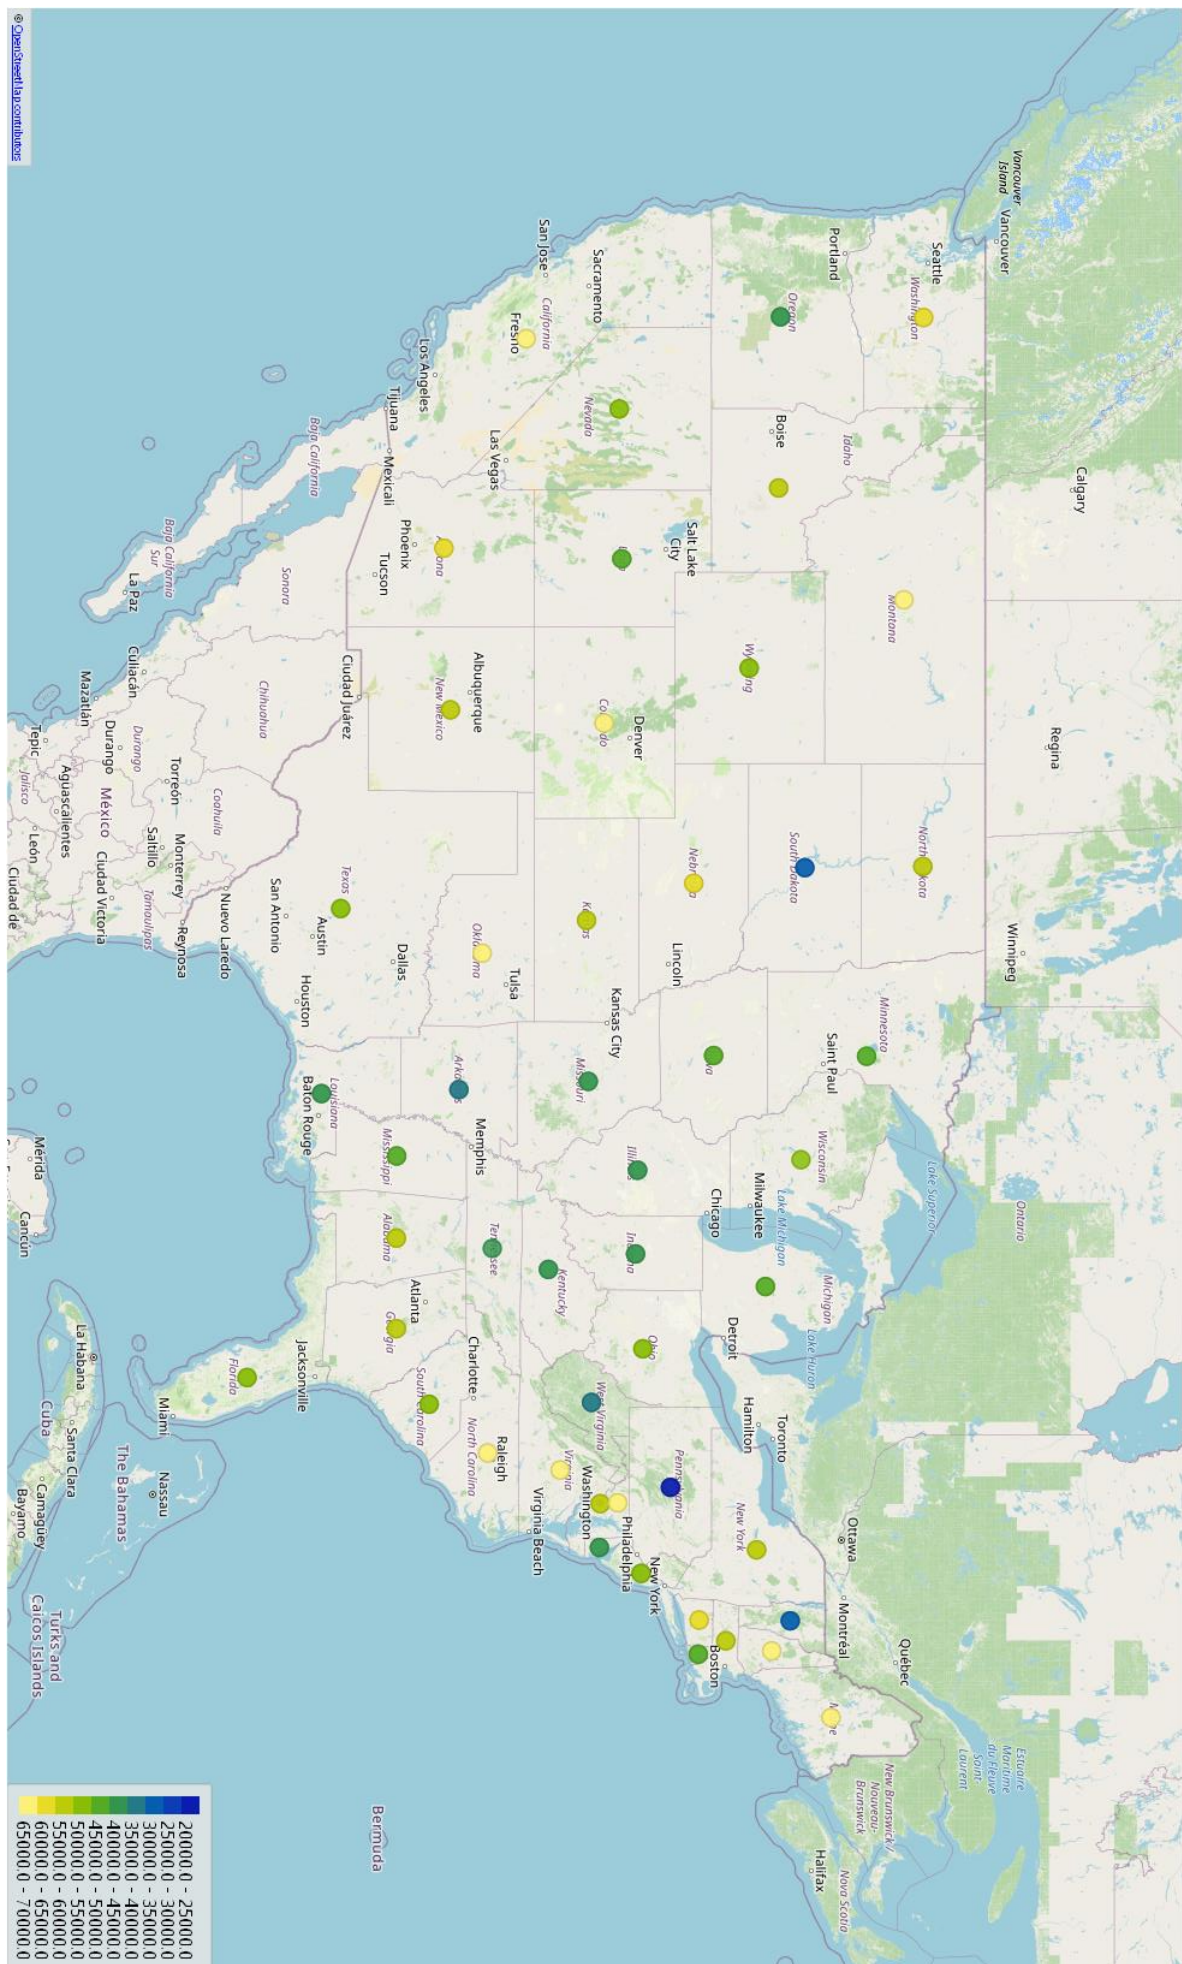 Vancouver
Island
Vancouver
Calgary
Regina
Winnipeg
Ontario
Seattle
Washington
Portland
Oregon
Boise
Idaho
Montana
North Dakota
Minnesota
Saint Paul
Lake Superior
Wisconsin
Milwaukee
Lake Michigan
Michigan
Lake Huron
Ottawa
Montréal
Québec
Estuaire
Maritime
du Fleuve
Saint-
Laurent
New Brunswick /
Nouveau-
Brunswick
Nova Scotia
Halifax
South Dakota
Toronto
Hamilton
Detroit
Chicago
New York
Boston
Sacramento
San Jose
California
Fresno
Nevada
Salt Lake
City
Denver
Lincoln
Kansas City
Pennsylvania
New York
Philadelphia
Washington
West Virginia
Virginia
Ohio
Kentucky
Virginia Beach
Los Angeles
Las Vegas
Phoenix
Tucson
Albuquerque
New Mexico
Tulsa
Memphis
Charlotte
Raleigh
North Carolina
South Carolina
Atlanta
Tijuana
Mexicali
Baja California
Sonora
Ciudad Juárez
Chihuahua
Texas
Dallas
Austin
San Antonio
Houston
Louisiana
Baton Rouge
Mississippi
Alabama
Jacksonville
Florida
Bermuda
Baja California
Sur
La Paz
Culiacán
Mazatlán
Durango
Durango
Torreón
Coahuila
Nuevo Laredo
Monterrey
Saltillo
Reynosa
Tamaulipas
México
Ciudad Victoria
Aguascalientes
Tepic
Jalisco
León
Ciudad de
Mérida
Cancún
Miami
Nassau
The Bahamas
La Habana
Cuba
Santa Clara
Camagüey
Bayamo
Turks and
Caicos Islands
20000.0 - 25000.0
25000.0 - 30000.0
30000.0 - 35000.0
35000.0 - 40000.0
40000.0 - 45000.0
45000.0 - 50000.0
50000.0 - 55000.0
55000.0 - 60000.0
60000.0 - 65000.0
65000.0 - 70000.0
© OpenStreetMap contributors